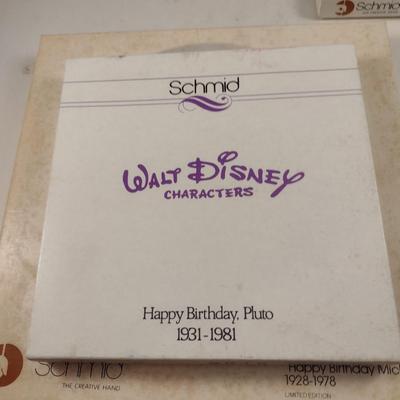 Schmid
Schmid
WALT DISNEY
CHARACTERS
Happy Birthday, Pluto
1931-1981
Schmid
THE CREATIVE HAND
Happy Birthday
1928-1978
LIMITED EDITION